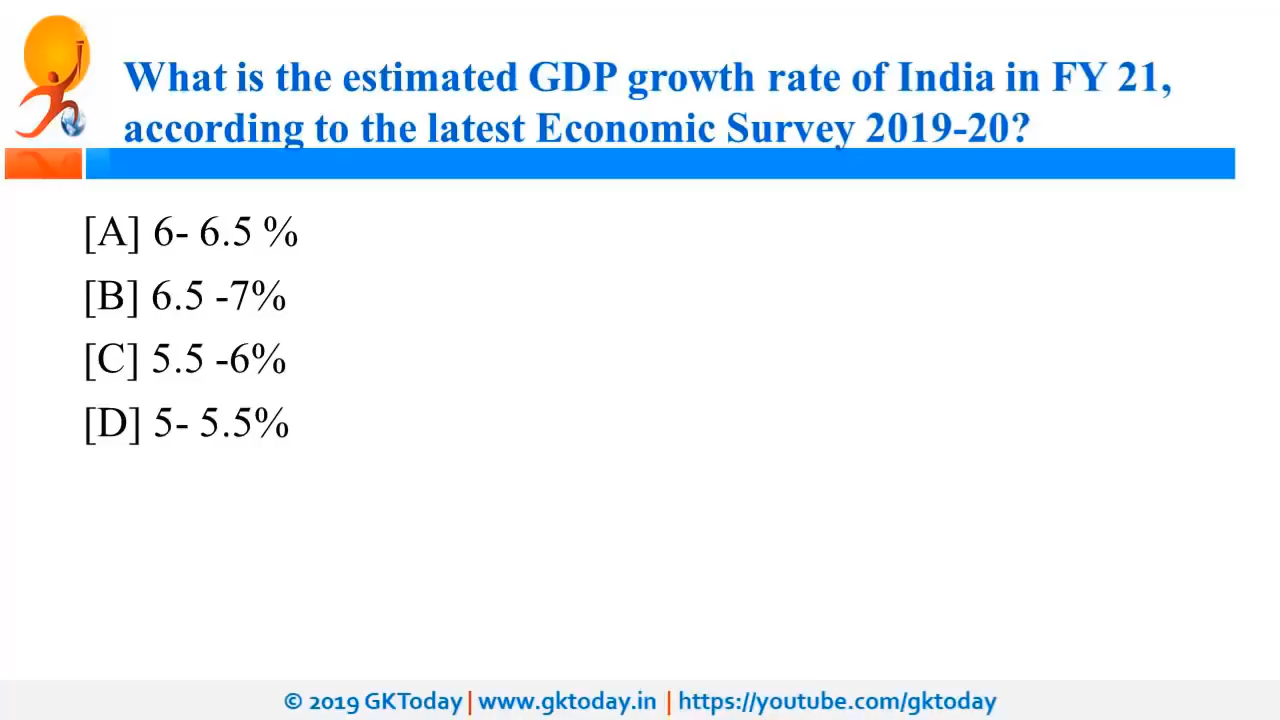 What is the estimated GDP growth rate of India in FY 21,
according to the latest Economic Survey 2019-20?
[A] 6- 6.5 %
[B] 6.5 -7%
[C] 5.5 -6%
[D] 5- 5.5%
© 2019 GKToday | www.gktoday.in | https://youtube.com/gktoday